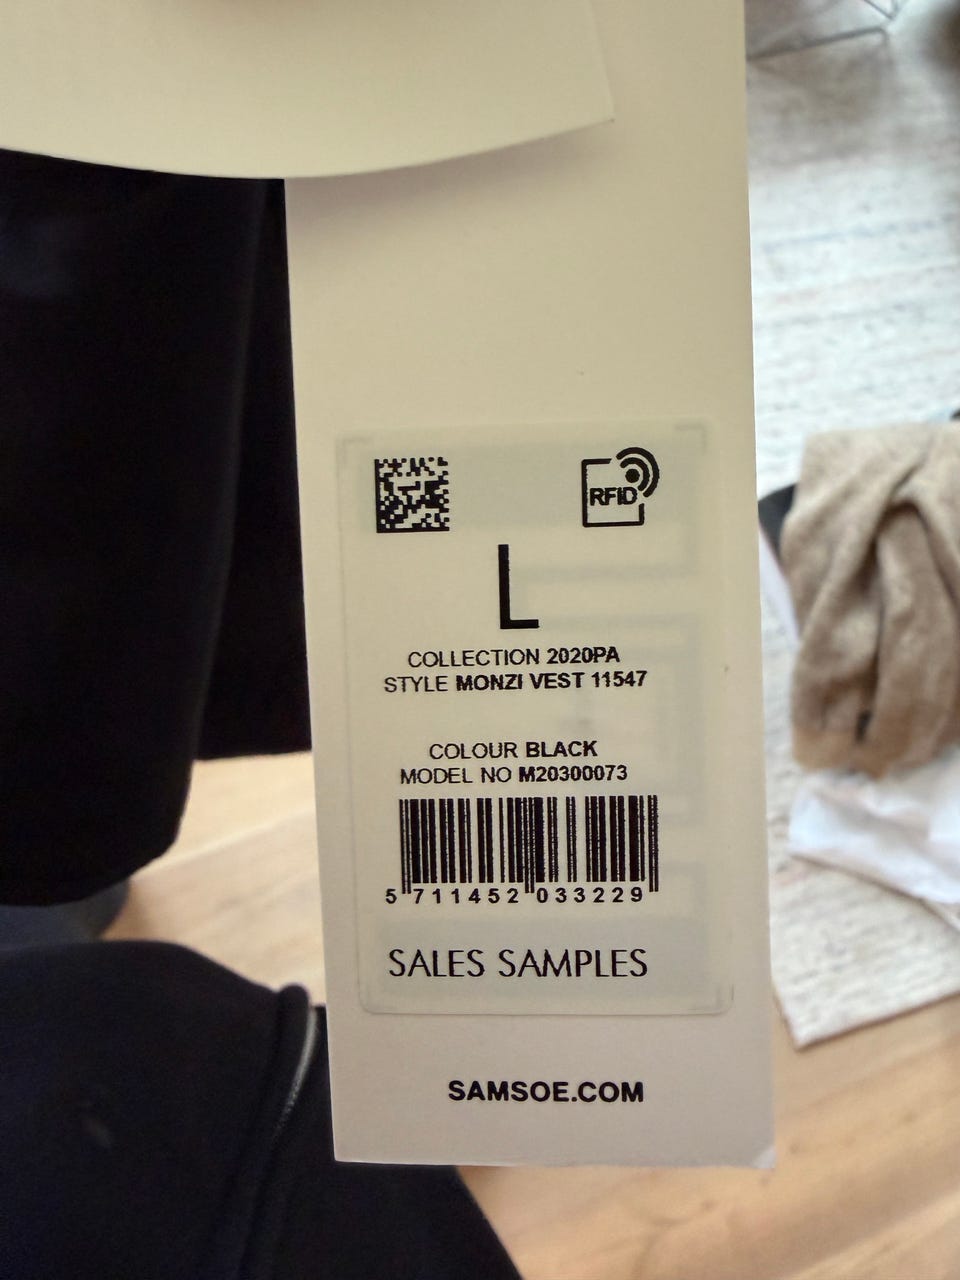 RFID
L
COLLECTION 2020PA
STYLE MONZI VEST 11547
COLOUR BLACK
MODEL NO M20300073
5 711452 033229
SALES SAMPLES
SAMSOE.COM